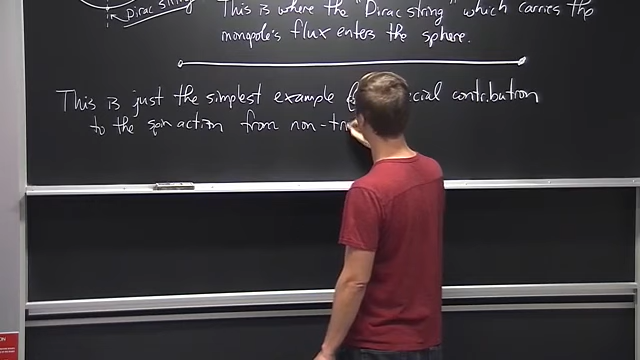 Dirac string
This is where the "Dirac string" which carries the
monopole's flux enters the sphere.
This is just the simplest example
contribution
to the spin action from non-